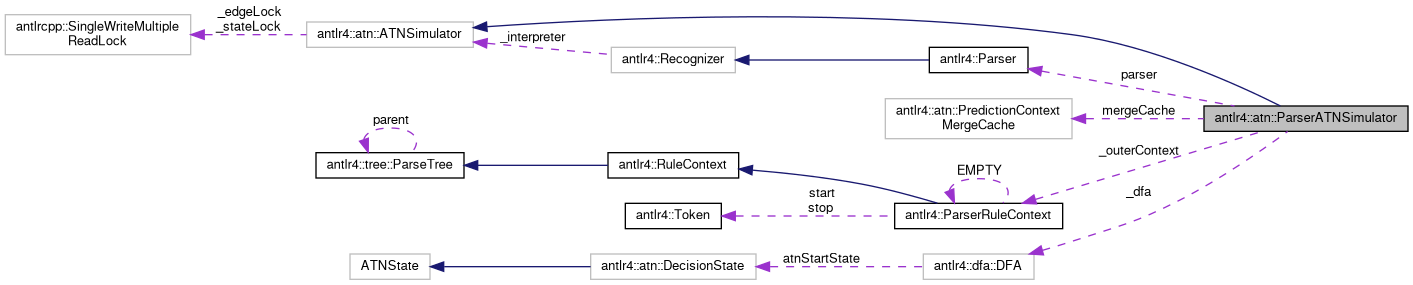 _edgeLock
_stateLock
antlrcpp::SingleWriteMultiple
ReadLock
antlr4::atn::ATNSimulator
_interpreter
antlr4::Recognizer
antlr4::Parser
parser
antlr4::atn::PredictionContext
MergeCache
mergeCache
antlr4::atn::ParserATNSimulator
parent
antlr4::tree::ParseTree
antlr4::RuleContext
EMPTY
_outerContext
start
stop
antlr4::Token
antlr4::ParserRuleContext
_dfa
ATNState
antlr4::atn::DecisionState
atnStartState
antlr4::dfa::DFA